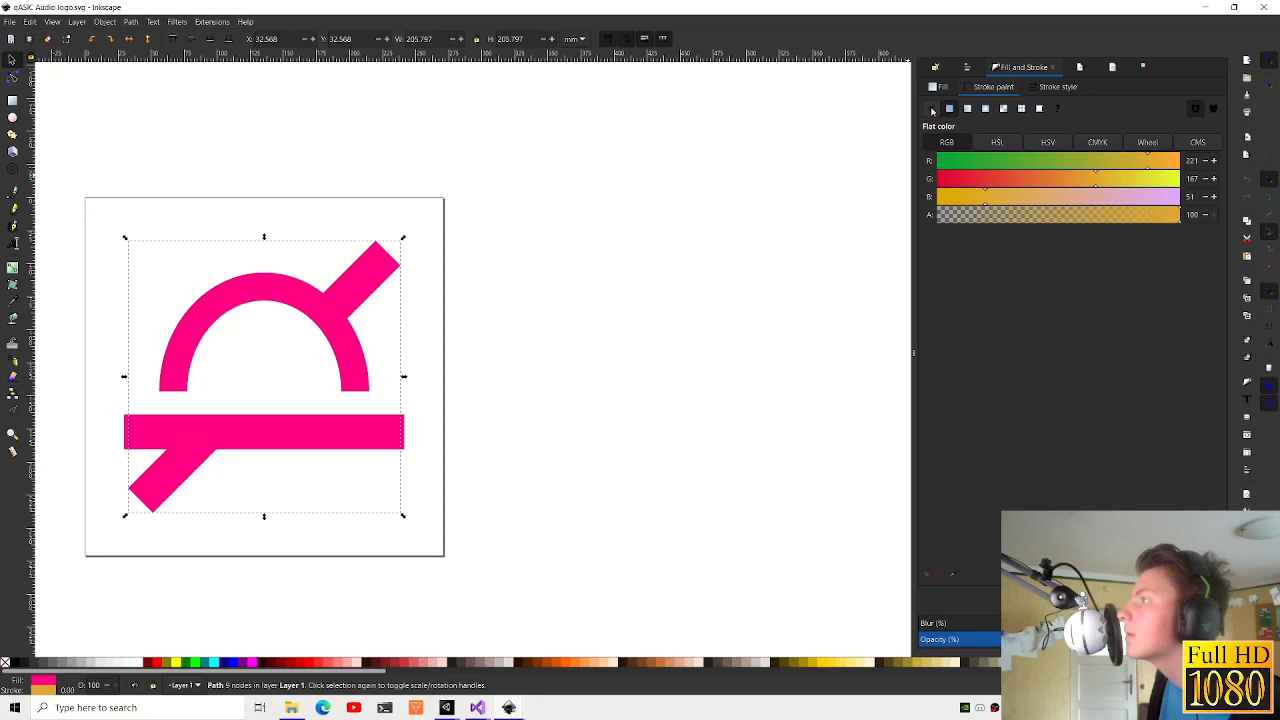 qASIC Audio logo.svg - Inkscape
File Edit View Layer Object Path Text Filters Extensions Help
X: 32.568 Y: 32.568 W: 205.797 H: 205.797 mm
Fill and Stroke
Fill Stroke paint Stroke style
?
Flat color
RGB HSL HSV CMYK Wheel CMS
R: 221
G: 167
B: 51
A: 100
Blur (%)
Opacity (%)
Fill:
Stroke: 0.00 O: 100 Layer 1 Path 9 nodes in layer Layer 1. Click selection again to toggle scale/rotation handles.
Type here to search
Full HD
1080